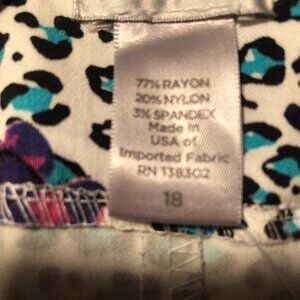 77% RAYON
20% NYLON
3% SPANDEX
Made in
USA of
Imported Fabric
RN 138302
18